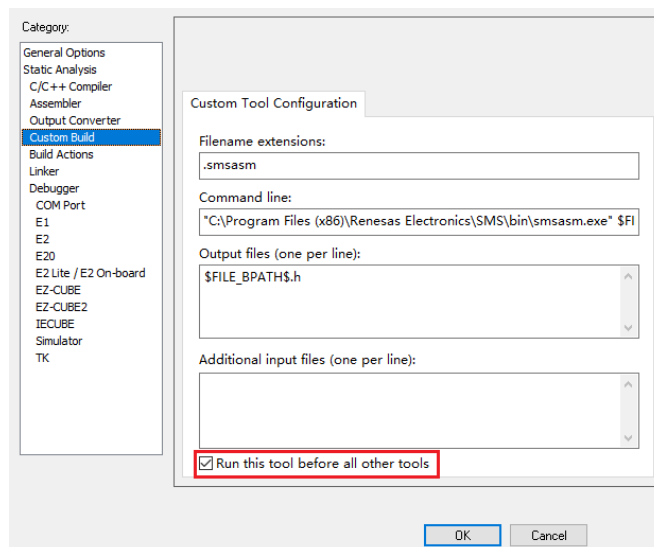 Category:
General Options
Static Analysis
C/C++ Compiler
Assembler
Output Converter
Custom Build
Build Actions
Linker
Debugger
COM Port
E1
E2
E20
E2 Lite / E2 On-board
EZ-CUBE
EZ-CUBE2
IECUBE
Simulator
TK
Custom Tool Configuration
Filename extensions:
.smsasm
Command line:
"C:\Program Files (x86)\Renesas Electronics\SMS\bin\smsasm.exe" $FI
Output files (one per line):
$FILE_BPATH$.h
Additional input files (one per line):
Run this tool before all other tools
OK
Cancel